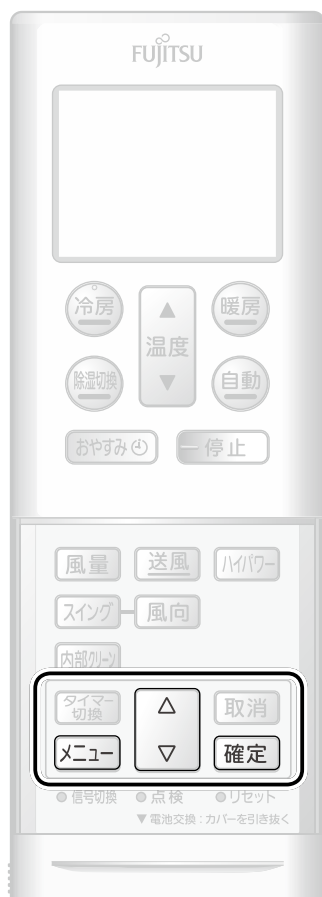 FUJITSU
冷房 ▲ 暖房
温度
除湿切換 ▼ 自動
おやすみ 停止
風量 送風 ハイパワー
スイング 風向
内部クリーン
タイマー切換 △ 取消
メニュー ▽ 確定
信号切換 点検 リセット
▼電池交換：カバーを引き抜く